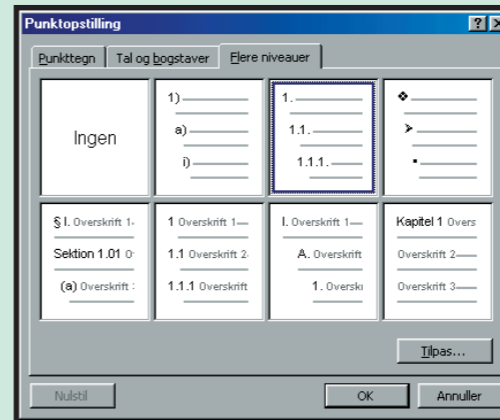 Punktopstilling
Punkttegn Tal og bogstaver Flere niveauer
Ingen
1)
a)
i)
1.
1.1.
1.1.1.
§ I. Overskrift 1
Sektion 1.01 O
(a) Overskrift
1 Overskrift 1
1.1 Overskrift 2
1.1.1 Overskrift
I. Overskrift 1
A. Overskrift
1. Overski
Kapitel 1 Overs
Overskrift 2
Overskrift 3
Tilpas...
Nulstil OK Annuller